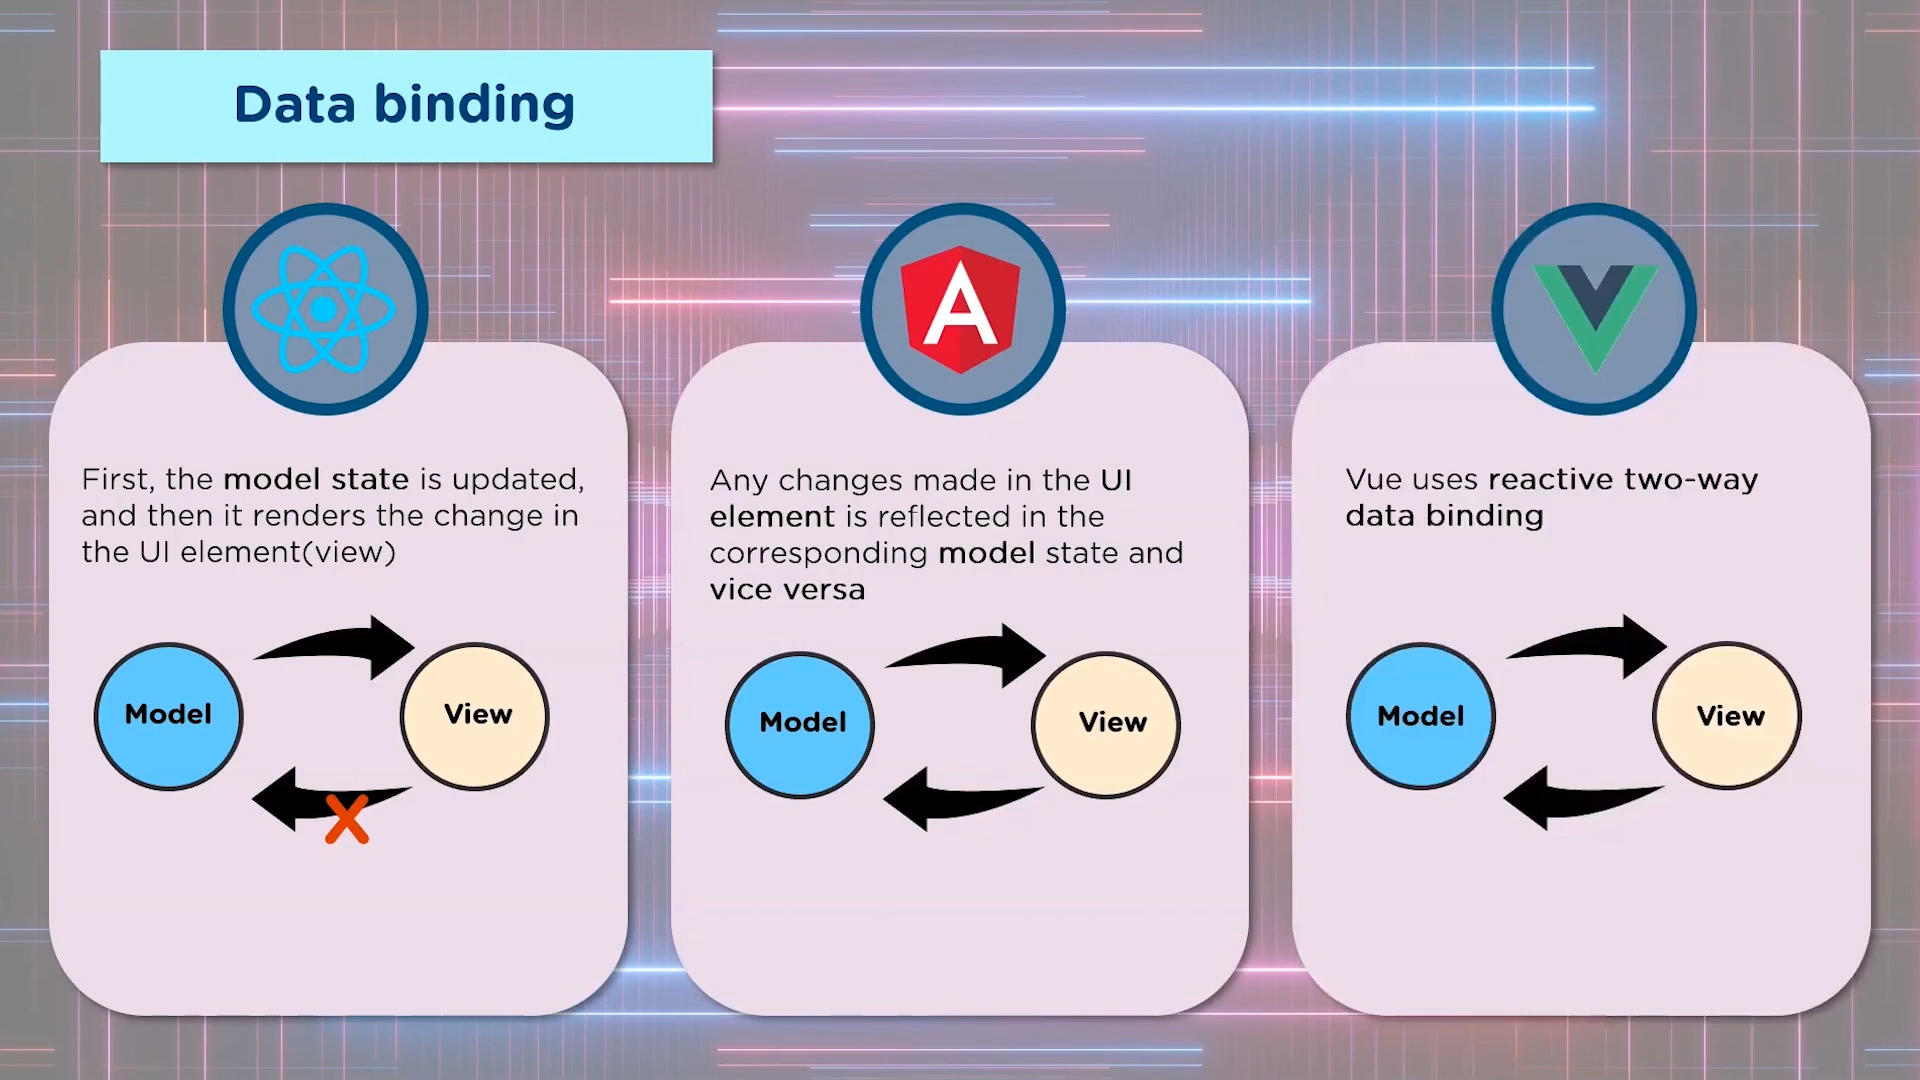 Data binding
First, the model state is updated,
and then it renders the change in
the UI element(view)
Model
View
X
A
Any changes made in the UI
element is reflected in the
corresponding model state and
vice versa
Model
View
Vue uses reactive two-way
data binding
Model
View